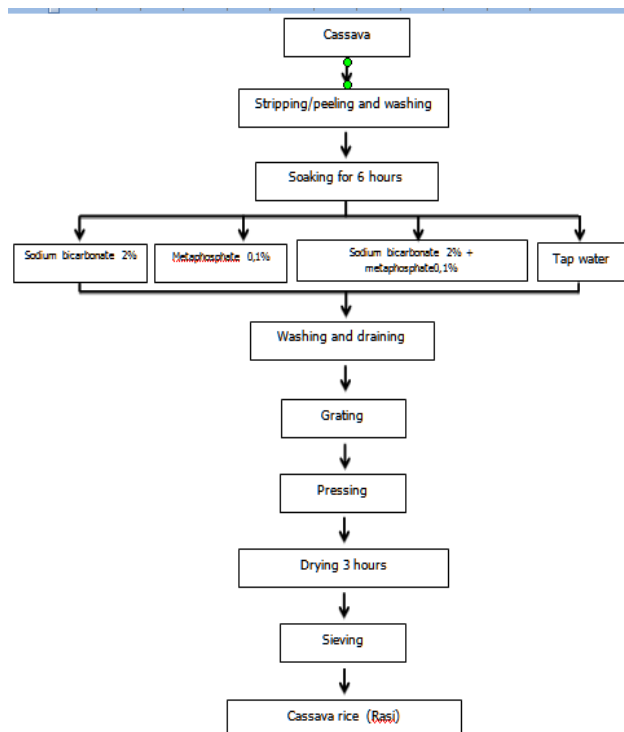 Cassava
Stripping/peeling and washing
Soaking for 6 hours
Sodium bicarbonate 2%
Metaphosphate 0,1%
Sodium bicarbonate 2% +
metaphosphate0,1%
Tap water
Washing and draining
Grating
Pressing
Drying 3 hours
Sieving
Cassava rice (Rasi)